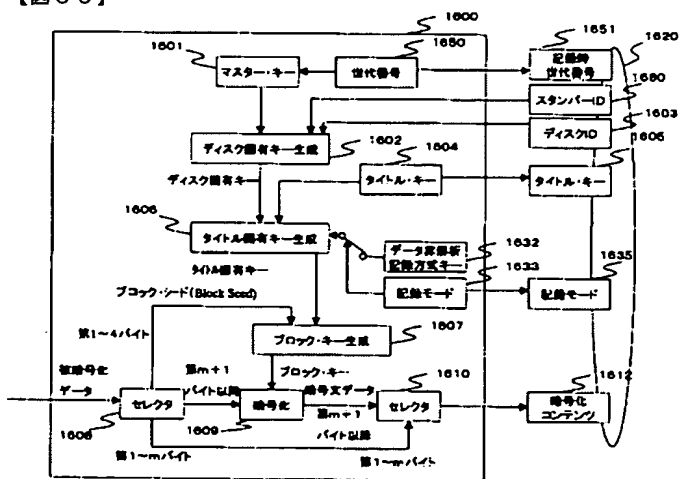 1600
1601
1650
1651
1620
マスター・キー
世代番号
記録時
世代番号
1680
スタンパーID
1603
ディスクID
1605
ディスク固有キー生成
1602
1604
ディスク固有キー
タイトル・キー
タイトル・キー
1606
タイトル固有キー生成
データ非解析
記録方式キー
1632
1633
1635
タイトル固有キー
記録モード
記録モード
ブロック・シード(Block Seed)
ブロック・キー生成
1607
第1~4バイト
被暗号化
データ
第m+1
バイト以降
ブロック・キー
暗号文データ
1610
1612
セレクタ
暗号化
第m+1
バイト以降
セレクタ
暗号化
コンテンツ
1608
1609
第1~mバイト
第1~mバイト